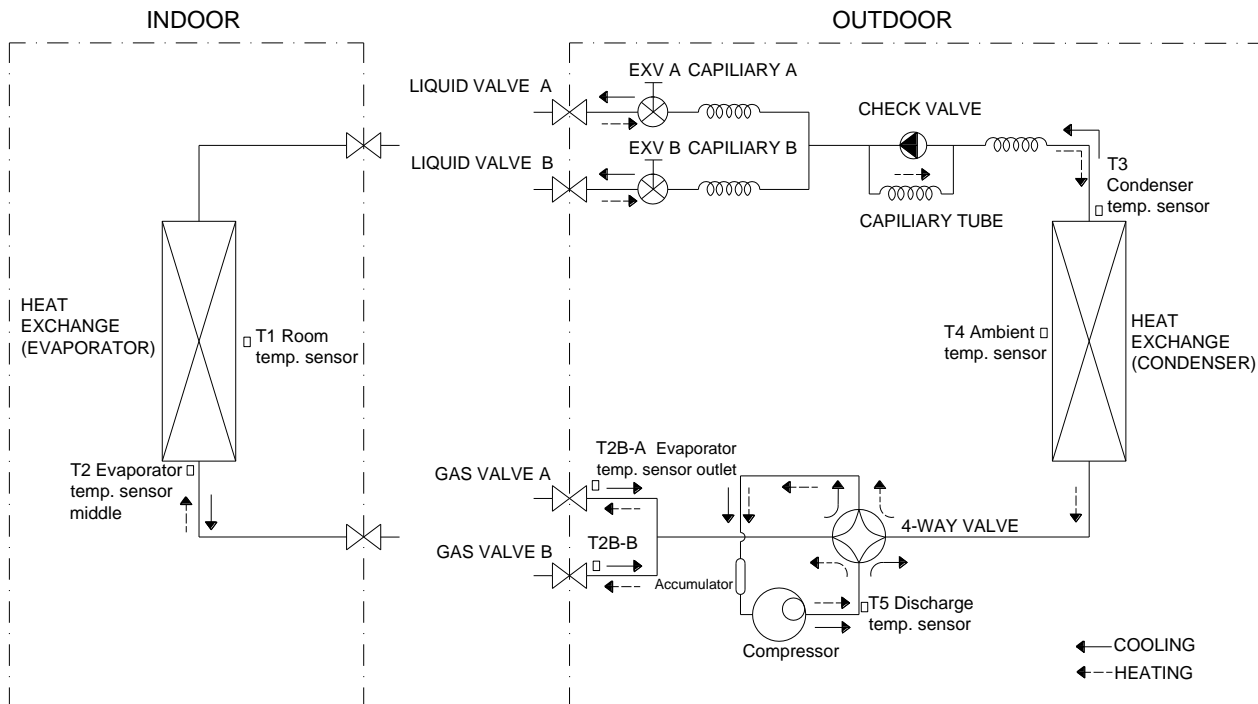 INDOOR
OUTDOOR
EXV A CAPILIARY A
LIQUID VALVE A
CHECK VALVE
EXV B CAPILIARY B
LIQUID VALVE B
T3
Condenser
temp. sensor
CAPILIARY TUBE
HEAT
EXCHANGE
(EVAPORATOR)
T1 Room
temp. sensor
T4 Ambient
temp. sensor
HEAT
EXCHANGE
(CONDENSER)
T2 Evaporator
temp. sensor
middle
GAS VALVE A
T2B-A Evaporator
temp. sensor outlet
4-WAY VALVE
T2B-B
GAS VALVE B
Accumulator
T5 Discharge
temp. sensor
Compressor
COOLING
HEATING